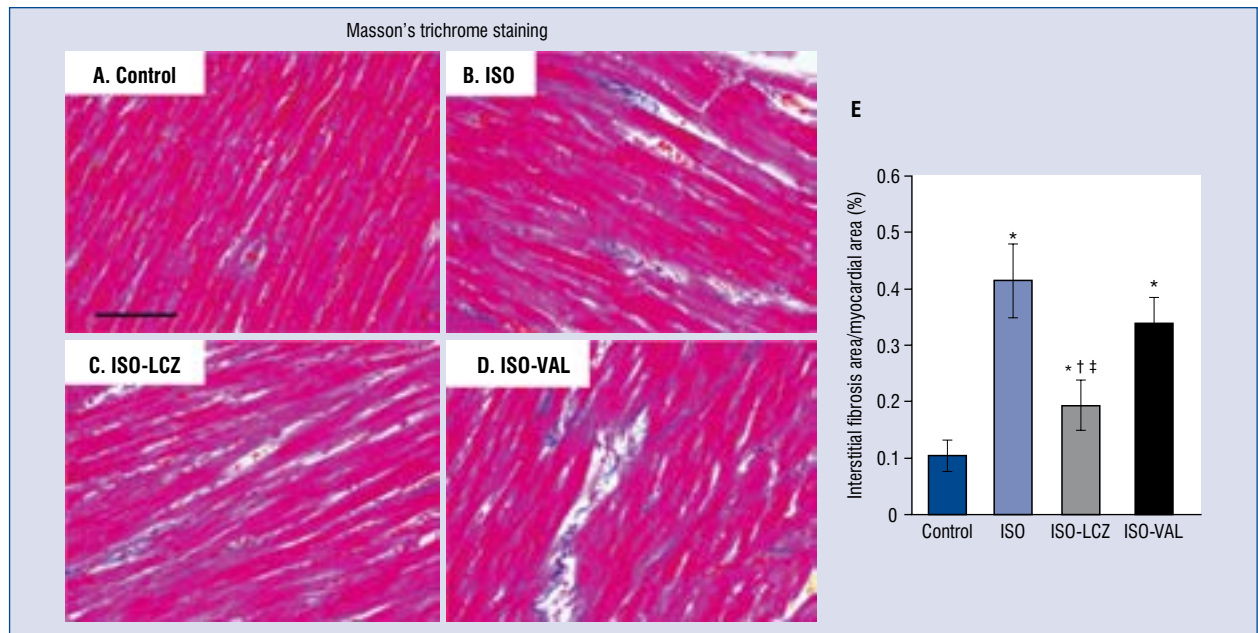 Masson's trichrome staining
A. Control
B. ISO
C. ISO-LCZ
D. ISO-VAL
E
Interstitial fibrosis area/myocardial area (%)
0.6
0.5
0.4
0.3
0.2
0.1
0
*
* † ‡
*
Control
ISO
ISO-LCZ
ISO-VAL